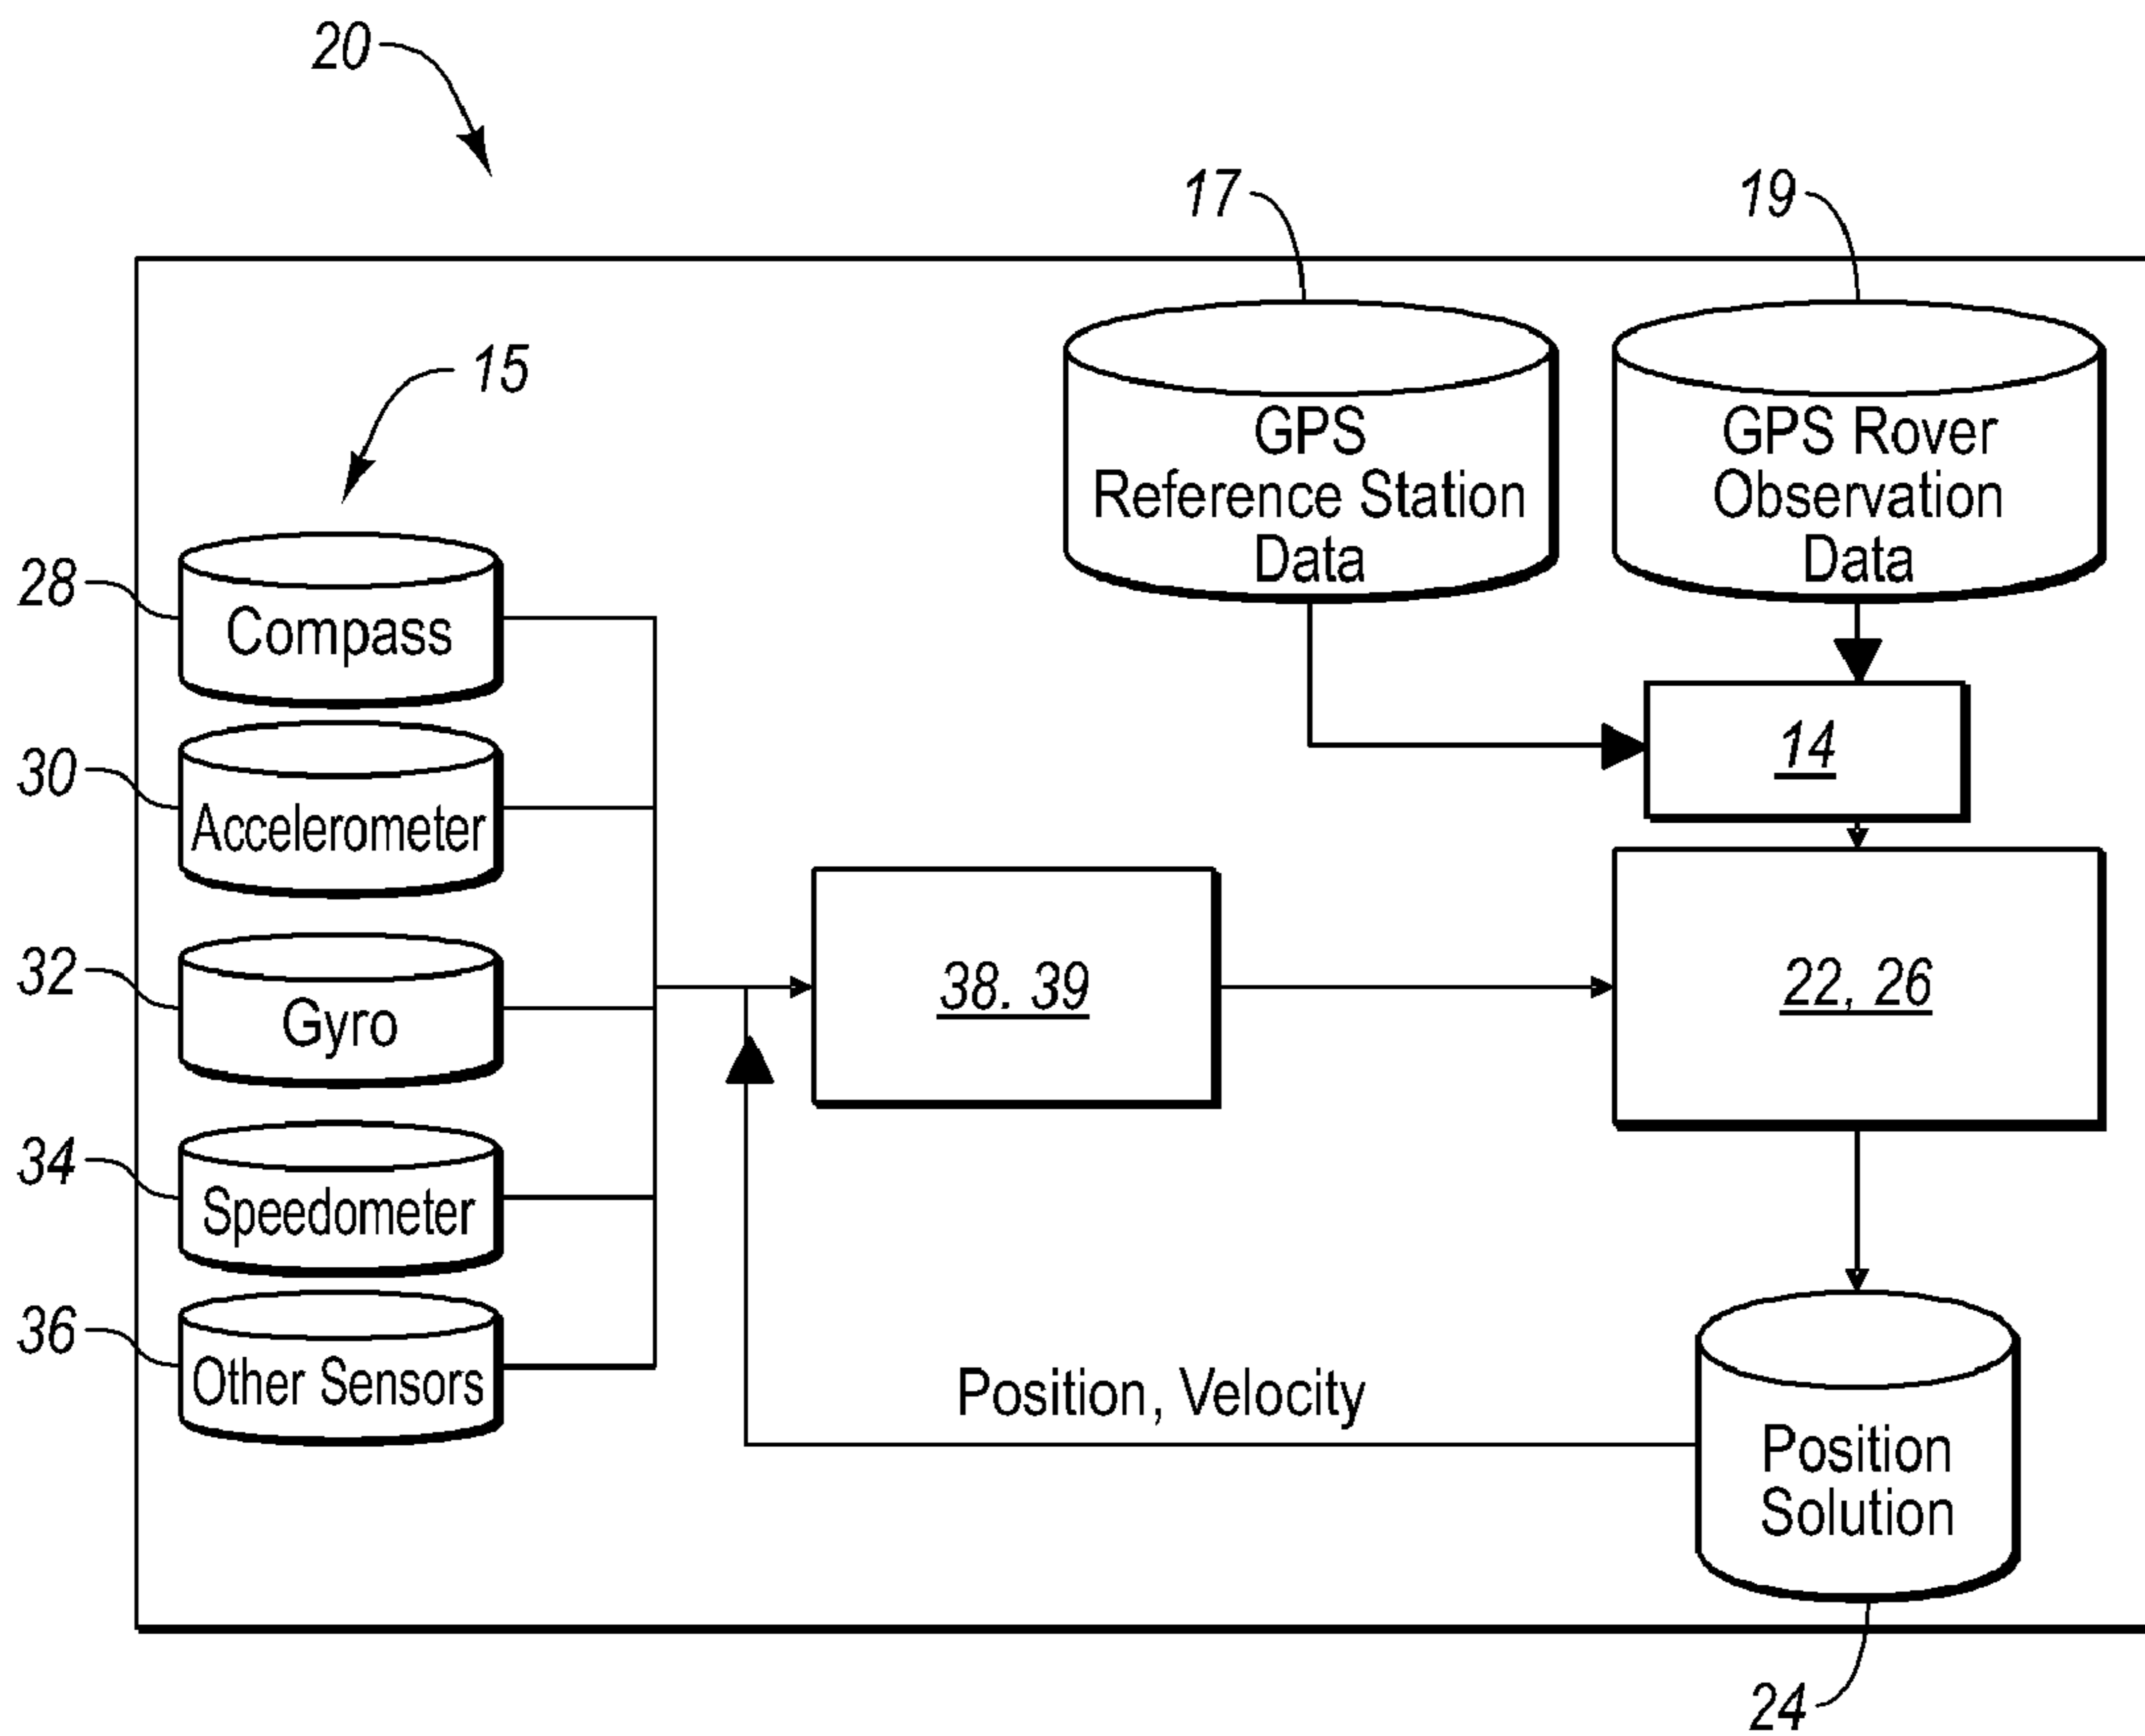 20
17
19
15
GPS
Reference Station
Data
GPS Rover
Observation
Data
28
Compass
14
30
Accelerometer
32
Gyro
38. 39
22, 26
34
Speedometer
36
Other Sensors
Position, Velocity
Position
Solution
24